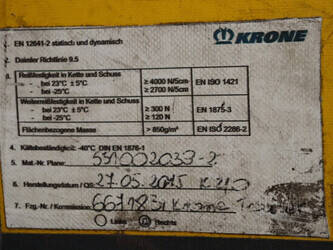 KRONE
1. EN 12641-2 statisch und dynamisch
2. Daimler Richtlinie 9.5
Reißfestigkeit in Kette und Schuss
- bei 23°C ± 5°C ≥ 4000 N/5cm EN ISO 1421
- bei -25°C ≥ 2700 N/5cm
Weiterreißfestigkeit in Kette und Schuss
- bei 23°C ± 5°C ≥ 300 N EN 1875-3
- bei -25°C ≥ 120 N
Flächenbezogene Masse > 850g/m² EN ISO 2286-2
4. Kältebeständigkeit: -40°C DIN EN 1876-1
5. Mat.-Nr. Plane: 551002033-2
6. Herstellungsdatum / QS: 27.05.2015
7. Fzg.-Nr. / Kommission: Krone
Links Rechts